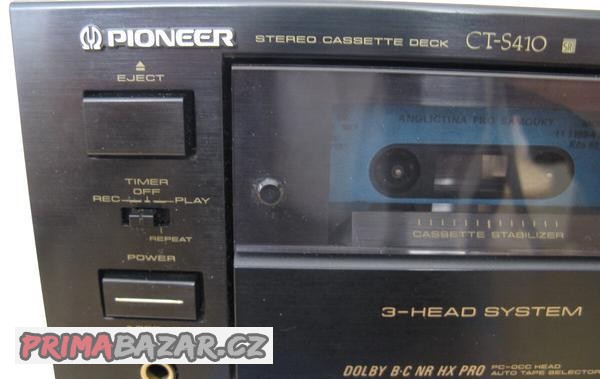 PIONEER
STEREO CASSETTE DECK CT-S410
EJECT
TIMER
OFF
REC PLAY
REPEAT
POWER
ANGLICTINA PRO SAMOUKY
CASSETTE STABILIZER
3-HEAD SYSTEM
DOLBY B·C NR HX PRO
PC-OCC HEAD
AUTO TAPE SELECTOR
PRIMABAZAR.CZ